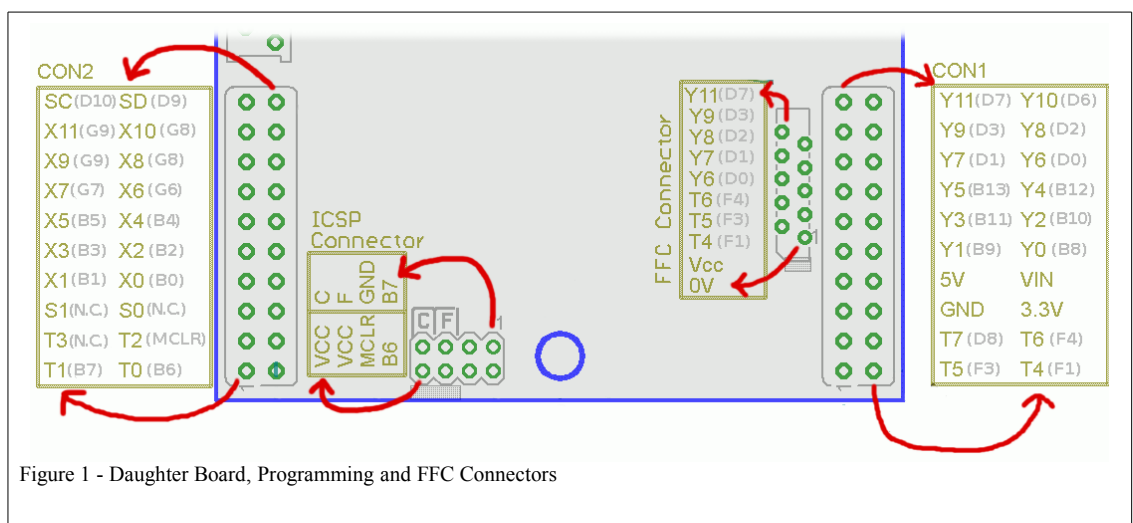 CON2
SC(D10) SD (D9)
X11(G9) X10 (G8)
X9 (G9) X8 (G8)
X7 (G7) X6 (G6)
X5 (B5) X4 (B4)
X3 (B3) X2 (B2)
X1 (B1) X0 (B0)
S1(N.C) S0(N.C)
T3(N.C) T2 (MCLR)
T1(B7) T0 (B6)
ICSP
Connector
C
F
GND
B7
VCC
VCC
MCLR
B6
C F
1
1
FFC Connector
Y11(D7)
Y9 (D3)
Y8 (D2)
Y7 (D1)
Y6 (D0)
T6 (F4)
T5 (F3)
T4 (F1)
Vcc
0V
1
1
CON1
Y11(D7) Y10 (D6)
Y9 (D3) Y8 (D2)
Y7 (D1) Y6 (D0)
Y5(B13) Y4 (B12)
Y3(B11) Y2(B10)
Y1(B9) Y0 (B8)
5V VIN
GND 3.3V
T7 (D8) T6 (F4)
T5 (F3) T4 (F1)
Figure 1 - Daughter Board, Programming and FFC Connectors